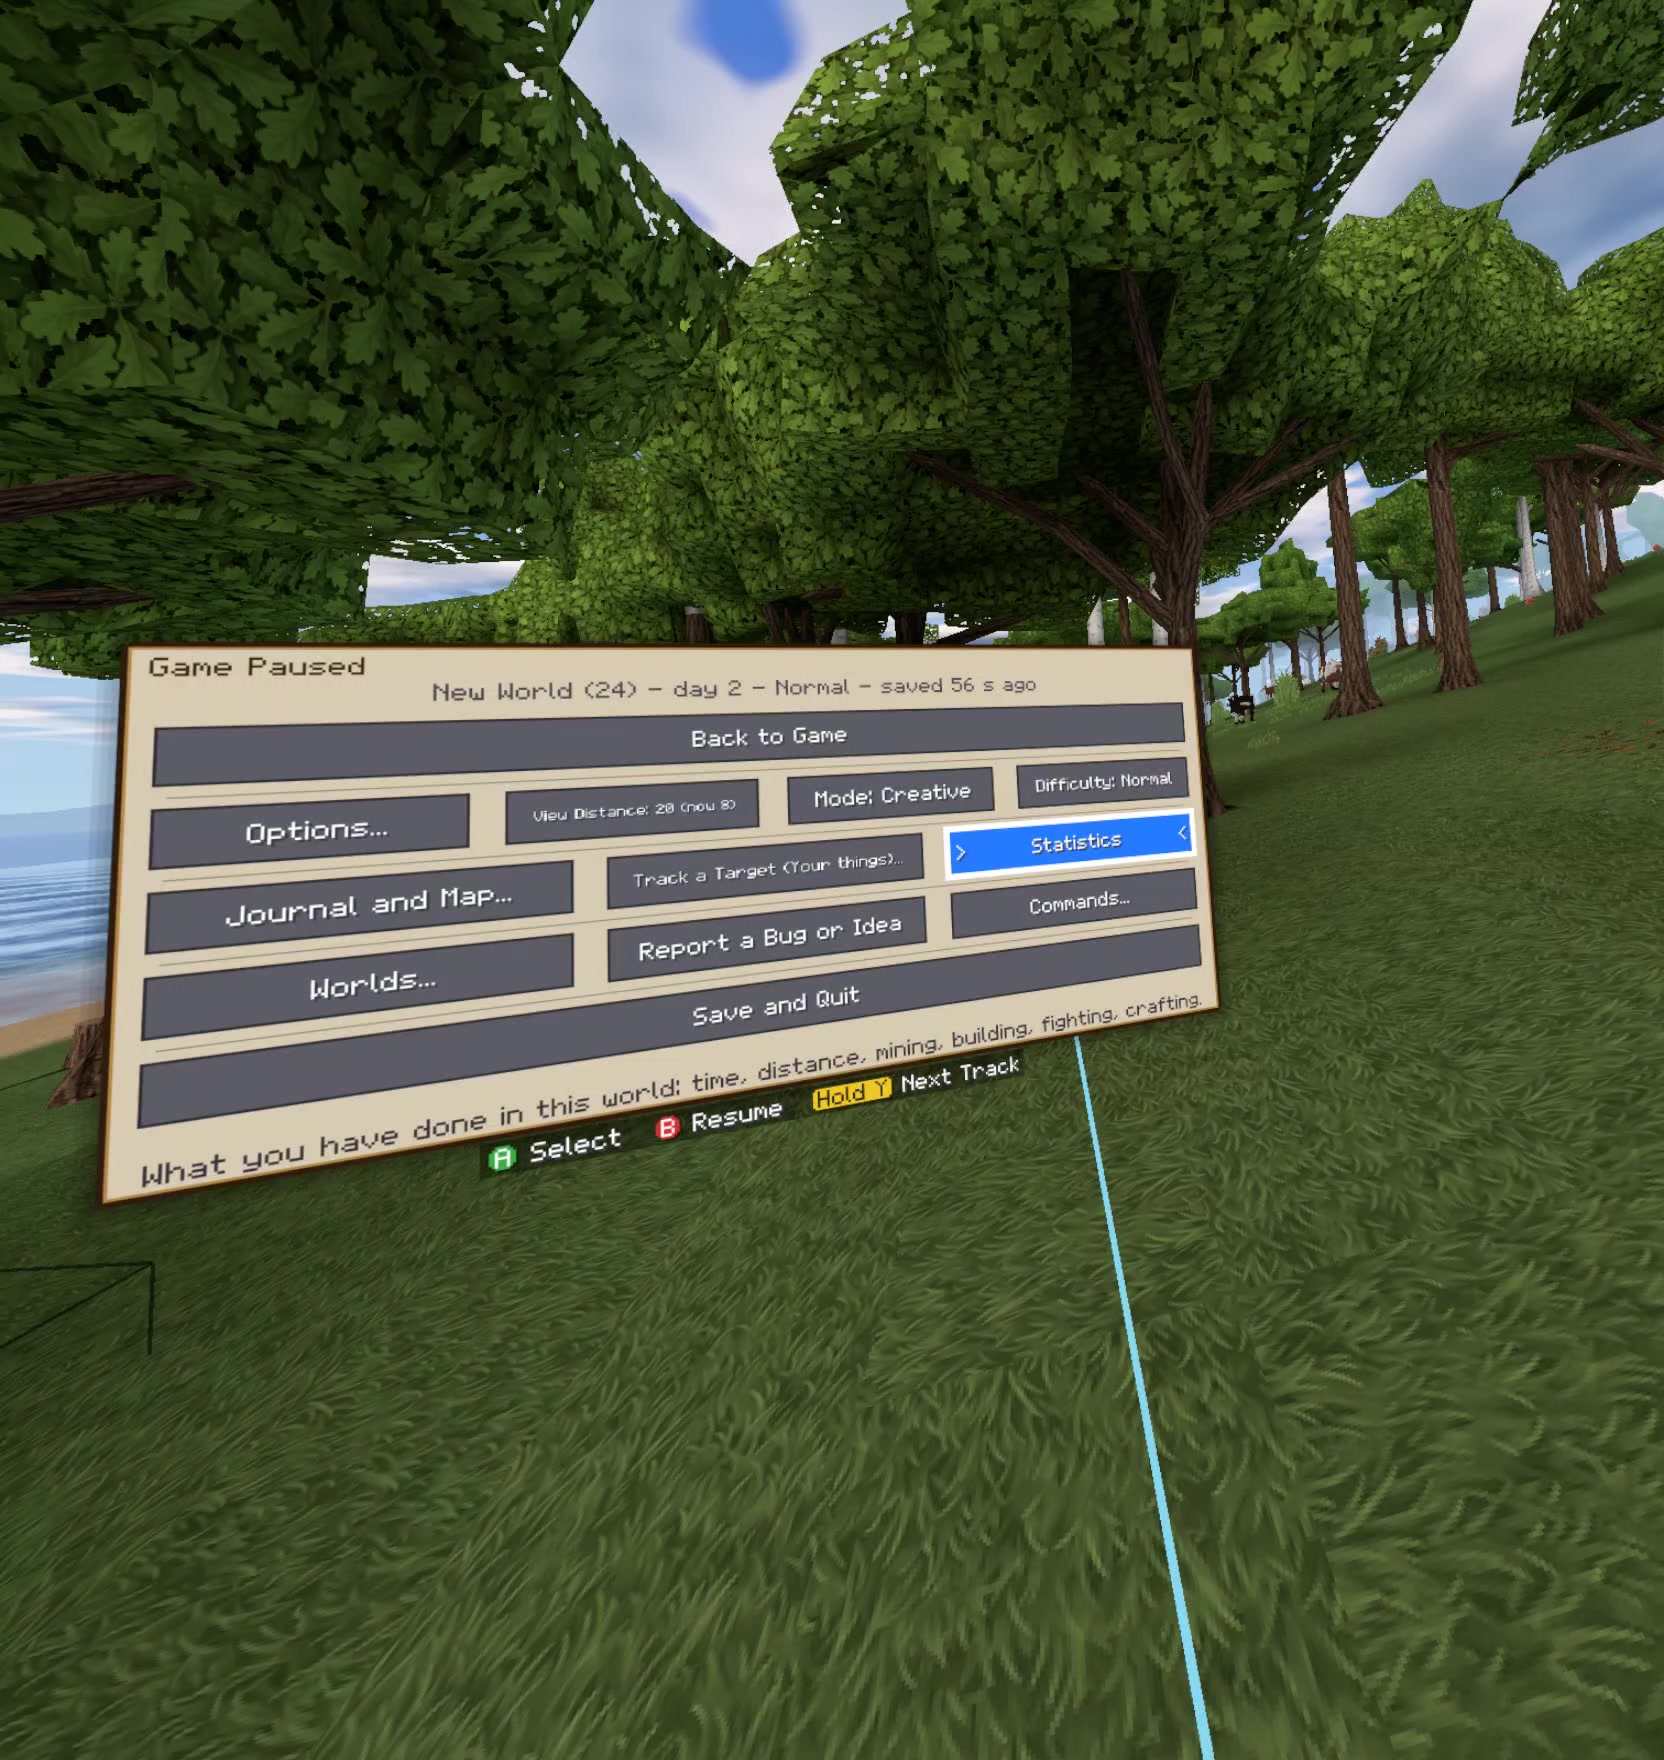 Game Paused
New World (24) – day 2 – Normal – saved 56 s ago
Back to Game
Options...
View Distance: 20 (now 8)
Mode: Creative
Difficulty: Normal
Journal and Map...
Track a Target (Your things)...
> Statistics <
Worlds...
Report a Bug or Idea
Commands...
Save and Quit
What you have done in this world: time, distance, mining, building, fighting, crafting.
A Select B Resume Hold Y Next Track